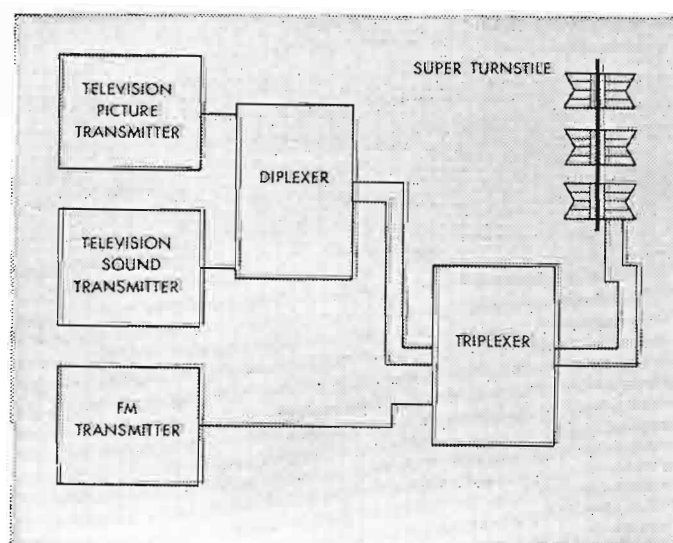 TELEVISION
PICTURE
TRANSMITTER
SUPER TURNSTILE
DIPLEXER
TELEVISION
SOUND
TRANSMITTER
TRIPLEXER
FM
TRANSMITTER